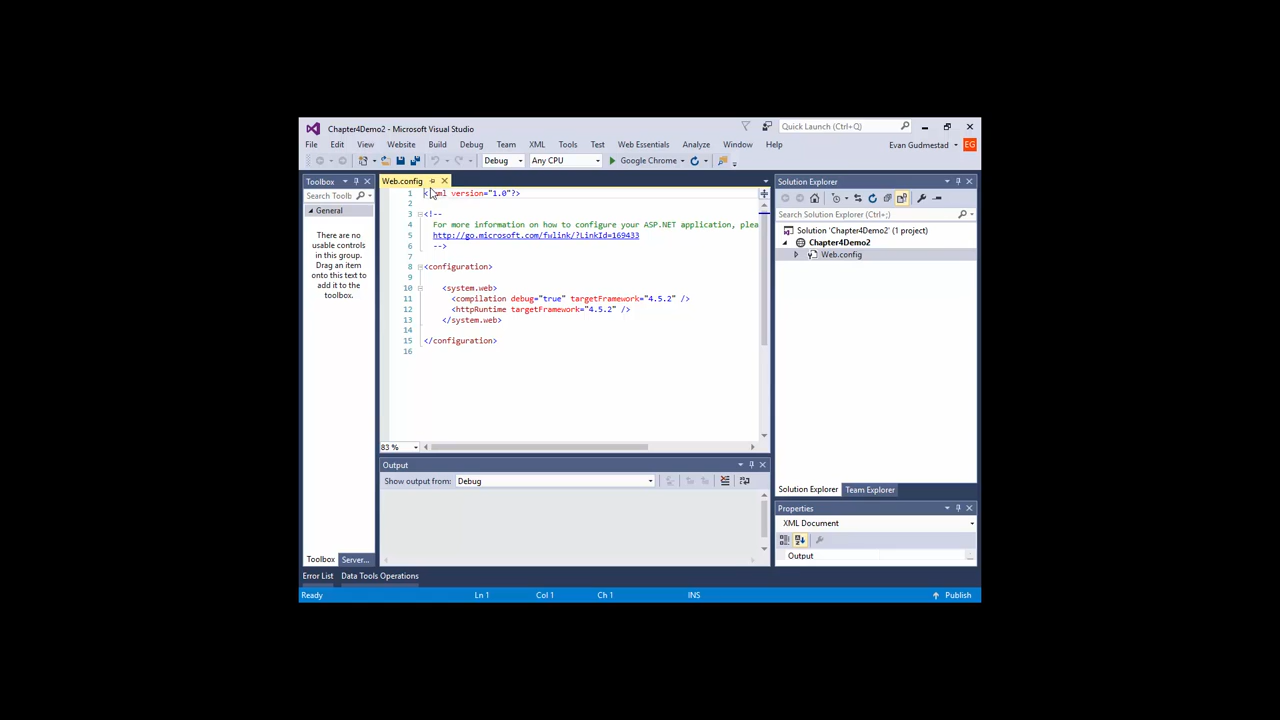 Chapter4Demo2 - Microsoft Visual Studio
Quick Launch (Ctrl+Q)
File Edit View Website Build Debug Team XML Tools Test Web Essentials Analyze Window Help
Evan Gudmestad EG
Debug Any CPU Google Chrome
Toolbox
Search Toolb
General
There are no
usable controls
in this group.
Drag an item
onto this text to
add it to the
toolbox.
Toolbox Server...
Web.config
1 <?xml version="1.0"?>
2
3 <!--
4 For more information on how to configure your ASP.NET application, plea
5 http://go.microsoft.com/fwlink/?LinkId=169433
6 -->
7
8 <configuration>
9
10 <system.web>
11 <compilation debug="true" targetFramework="4.5.2" />
12 <httpRuntime targetFramework="4.5.2" />
13 </system.web>
14
15 </configuration>
16
83 %
Output
Show output from: Debug
Solution Explorer
Search Solution Explorer (Ctrl+;)
Solution 'Chapter4Demo2' (1 project)
Chapter4Demo2
Web.config
Solution Explorer Team Explorer
Properties
XML Document
Output
Error List Data Tools Operations
Ready Ln 1 Col 1 Ch 1 INS Publish